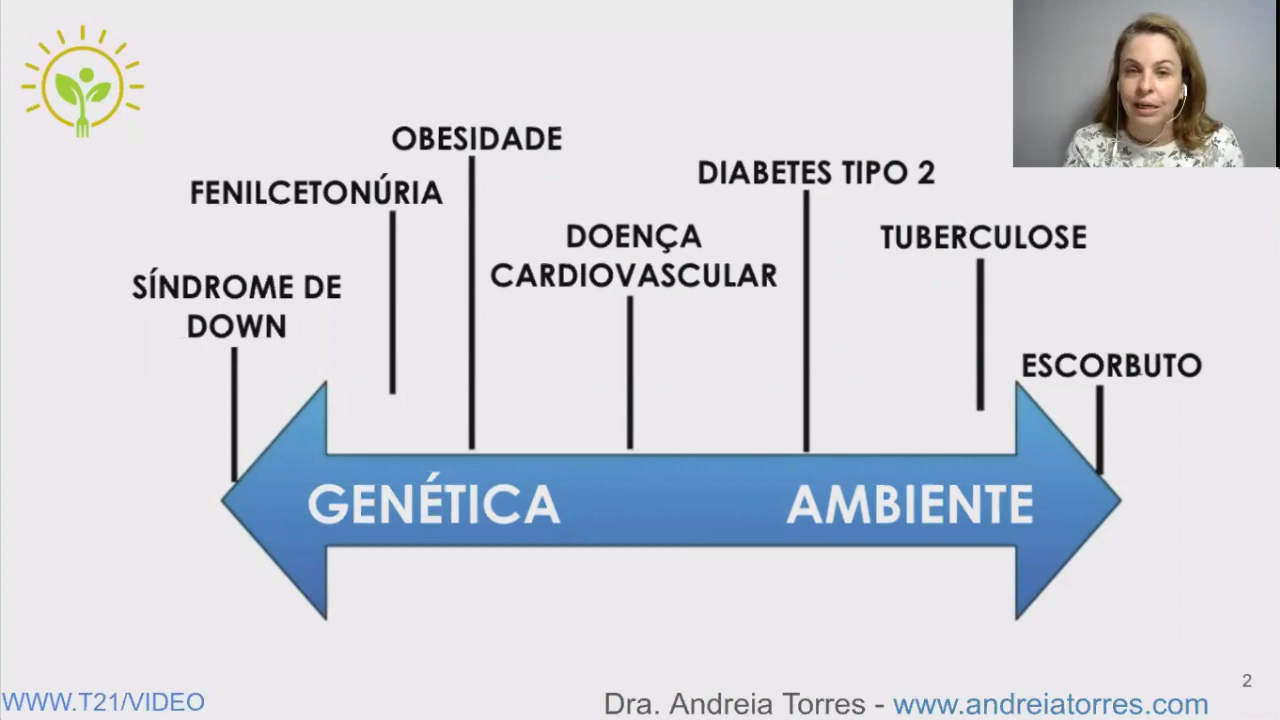 OBESIDADE
DIABETES TIPO 2
FENILCETONÚRIA
DOENÇA
CARDIOVASCULAR
TUBERCULOSE
SÍNDROME DE
DOWN
ESCORBUTO
GENÉTICA
AMBIENTE
2
WWW.T21/VIDEO
Dra. Andreia Torres - www.andreiatorres.com